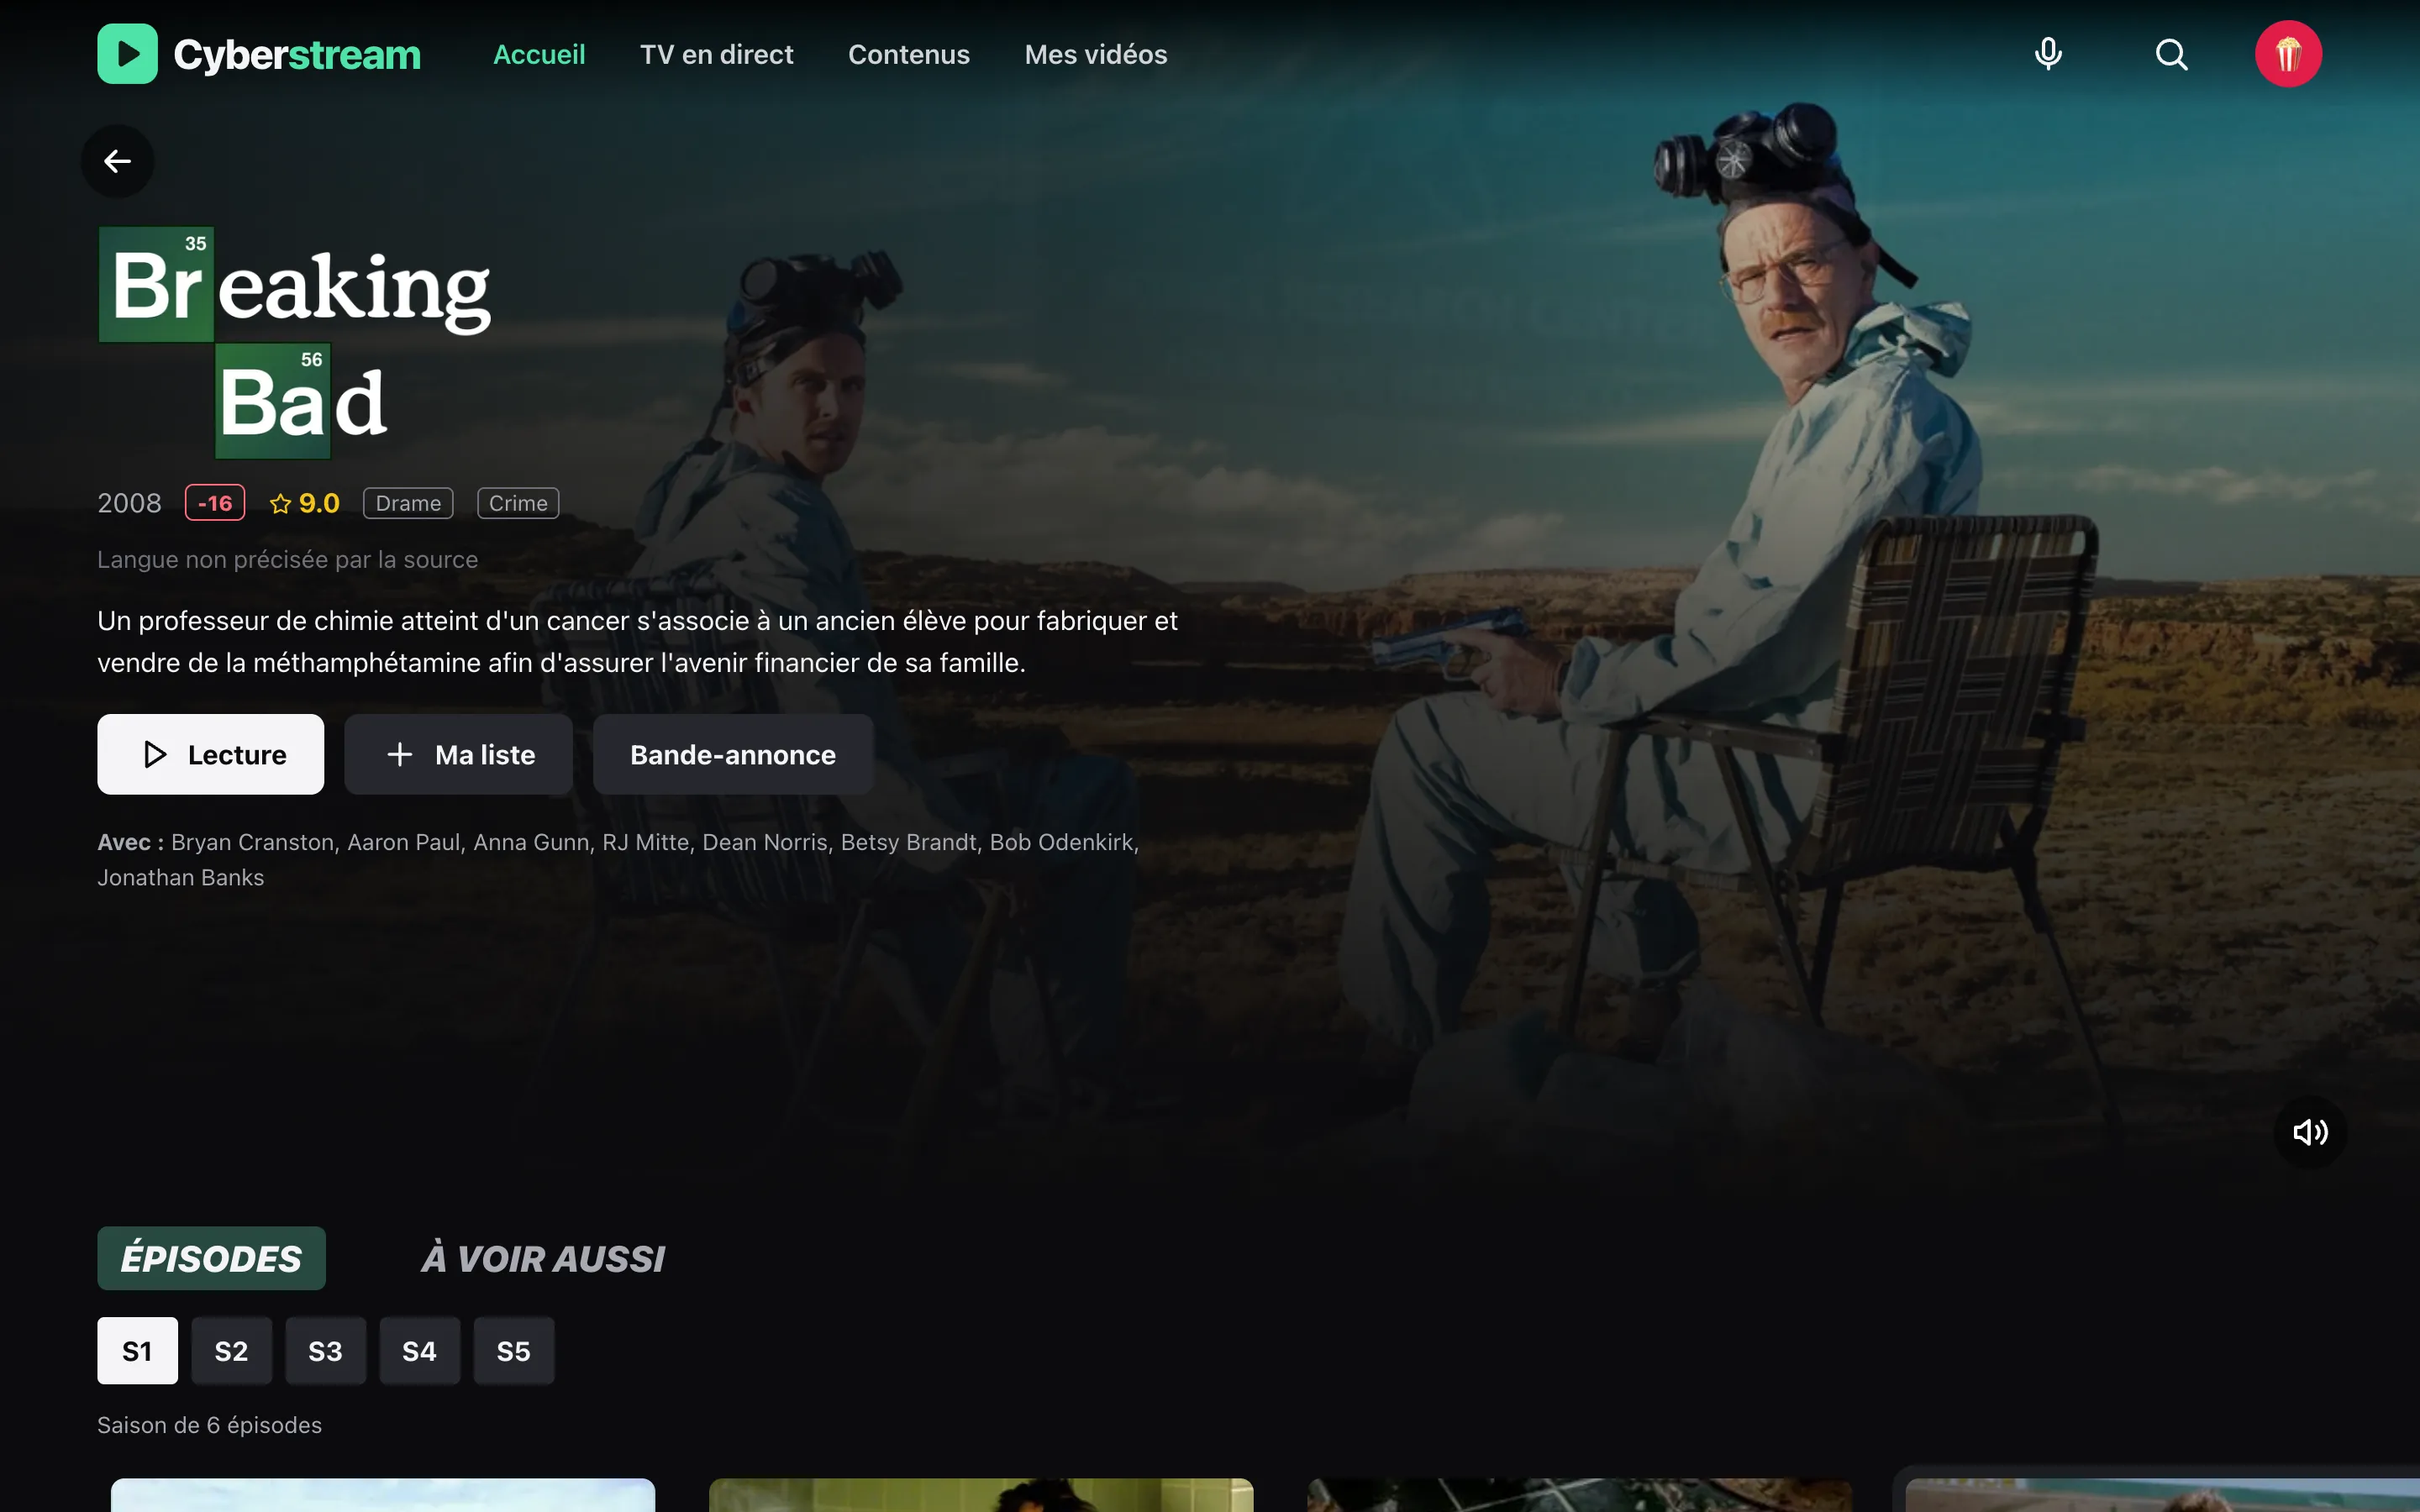 Cyberstream
Accueil
TV en direct
Contenus
Mes vidéos
35
Breaking
56
Bad
2008
-16
9.0
Drame
Crime
Langue non précisée par la source
Un professeur de chimie atteint d'un cancer s'associe à un ancien élève pour fabriquer et
vendre de la méthamphétamine afin d'assurer l'avenir financier de sa famille.
Lecture
Ma liste
Bande-annonce
Avec : Bryan Cranston, Aaron Paul, Anna Gunn, RJ Mitte, Dean Norris, Betsy Brandt, Bob Odenkirk,
Jonathan Banks
ÉPISODES
À VOIR AUSSI
S1
S2
S3
S4
S5
Saison de 6 épisodes